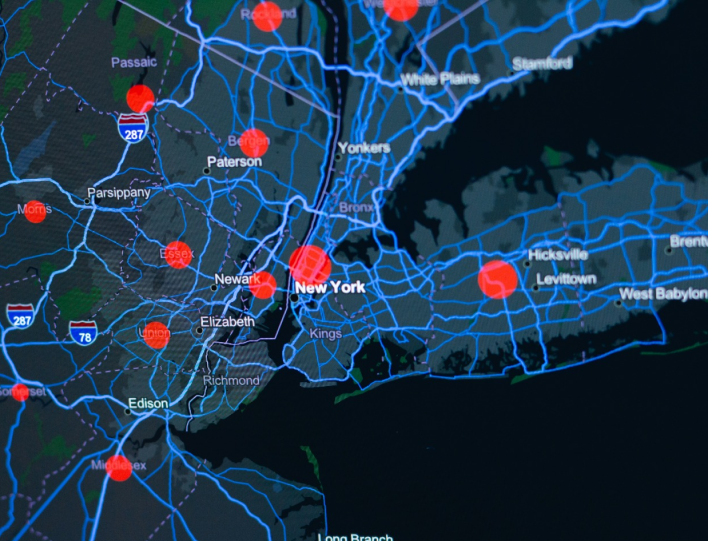 Rockland
Westchester
Passaic
Stamford
White Plains
287
Bergen
Yonkers
Paterson
Parsippany
Morris
Bronx
Essex
Hicksville
Brentw
Newark
New York
Levittown
West Babylon
287
78
Union
Elizabeth
Kings
Richmond
Somerset
Edison
Middlesex
Long Branch